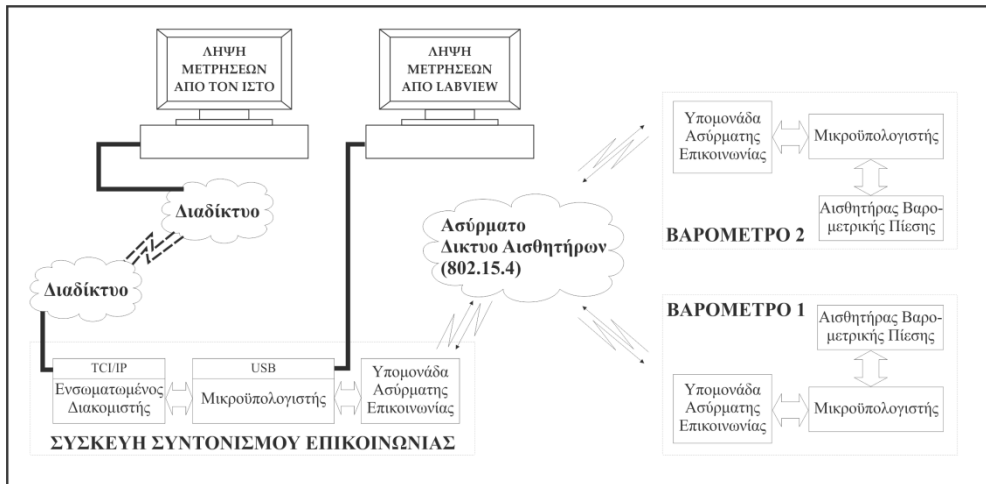 ΛΗΨΗ
ΜΕΤΡΗΣΕΩΝ
ΑΠΟ ΤΟΝ ΙΣΤΟ
ΛΗΨΗ
ΜΕΤΡΗΣΕΩΝ
ΑΠΟ LABVIEW
Διαδίκτυο
Διαδίκτυο
Ασύρματο
Δικτυο Αισθητήρων
(802.15.4)
Υπομονάδα
Ασύρματης
Επικοινωνίας
Μικροϋπολογιστής
Αισθητήρας Βαρο-
μετρικής Πίεσης
ΒΑΡΟΜΕΤΡΟ 2
ΒΑΡΟΜΕΤΡΟ 1
Αισθητήρας Βαρο-
μετρικής Πίεσης
Υπομονάδα
Ασύρματης
Επικοινωνίας
Μικροϋπολογιστής
TCI/IP
Ενσωματωμένος
Διακομιστής
USB
Μικροϋπολογιστής
Υπομονάδα
Ασύρματης
Επικοινωνίας
ΣΥΣΚΕΥΗ ΣΥΝΤΟΝΙΣΜΟΥ ΕΠΙΚΟΙΝΩΝΙΑΣ